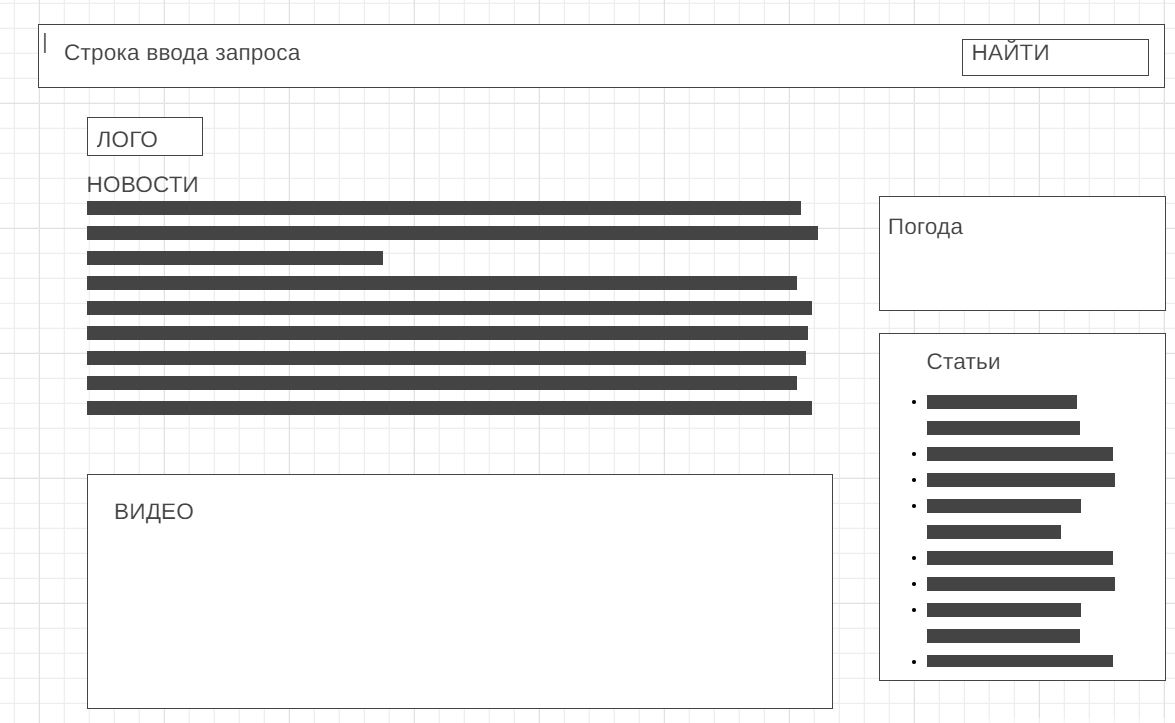 Строка ввода запроса
НАЙТИ
ЛОГО
НОВОСТИ
Погода
Статьи
ВИДЕО